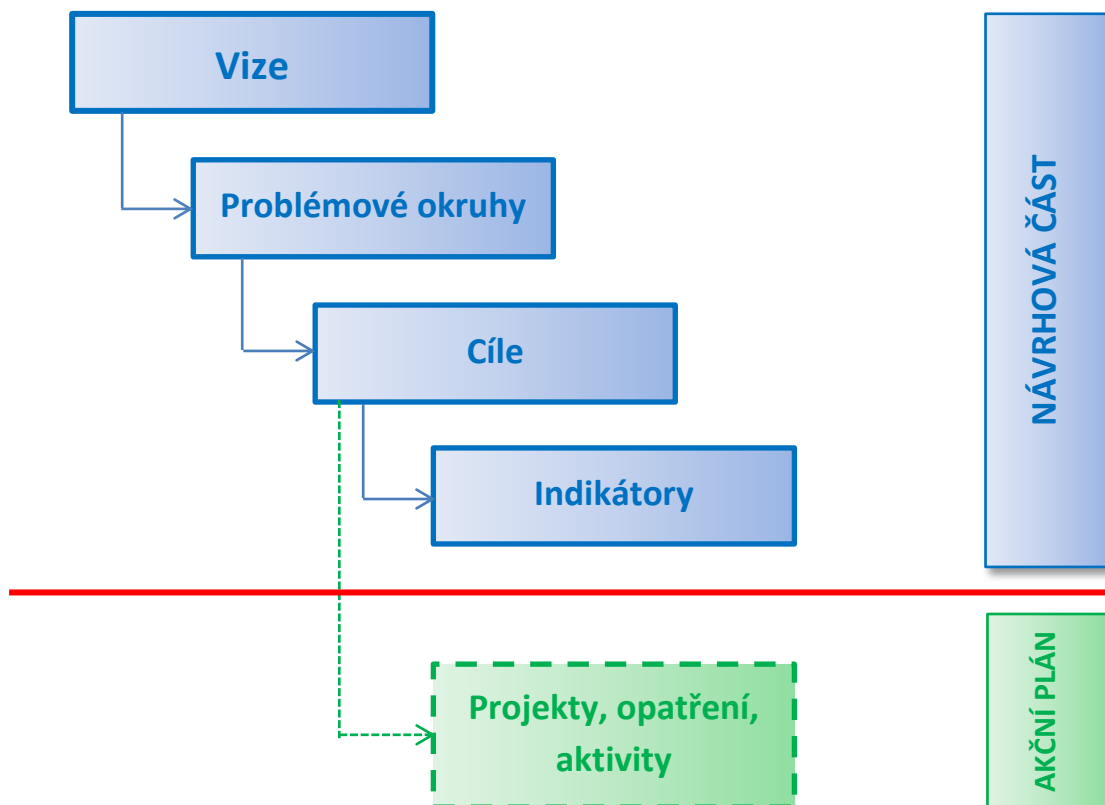 Vize
Problémové okruhy
Cíle
Indikátory
NÁVRHOVÁ ČÁST
Projekty, opatření,
aktivity
AKČNÍ PLÁN